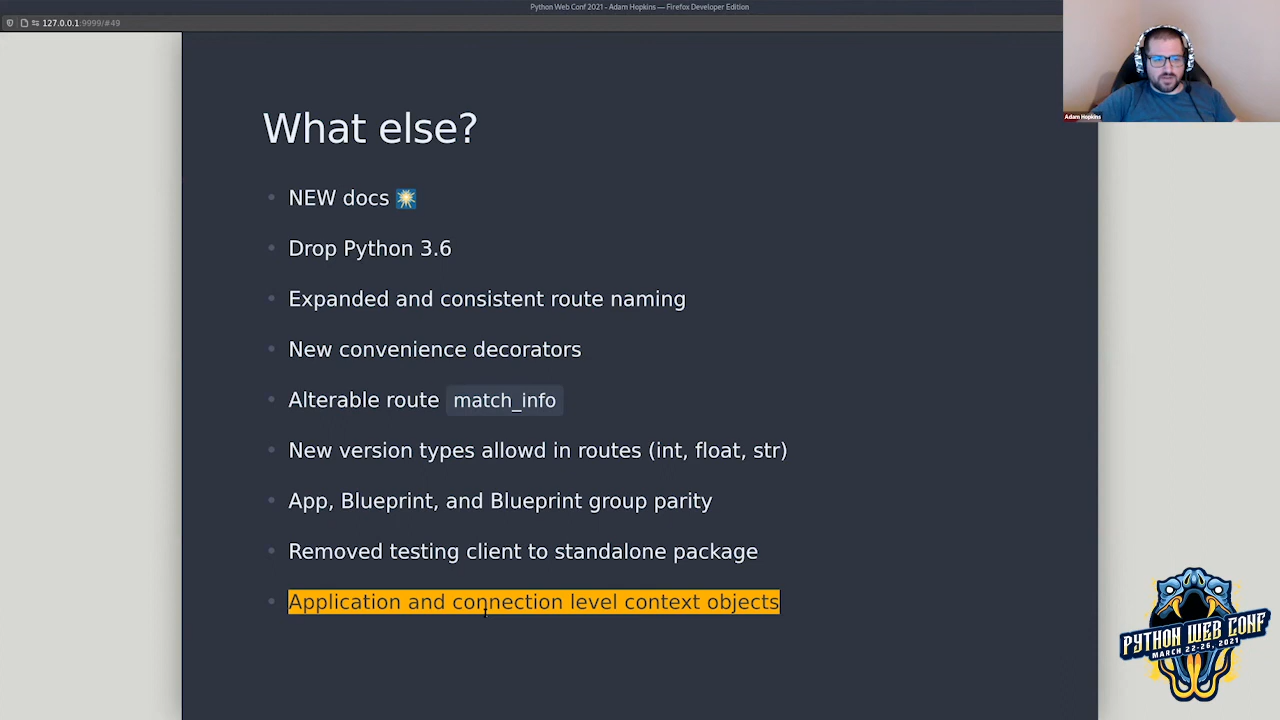 Python Web Conf 2021 - Adam Hopkins — Firefox Developer Edition
127.0.0.1:9999/#49
Adam Hopkins
What else?
• NEW docs
• Drop Python 3.6
• Expanded and consistent route naming
• New convenience decorators
• Alterable route match_info
• New version types allowd in routes (int, float, str)
• App, Blueprint, and Blueprint group parity
• Removed testing client to standalone package
• Application and connection level context objects
PYTHON WEB CONF
MARCH 22-26, 2021